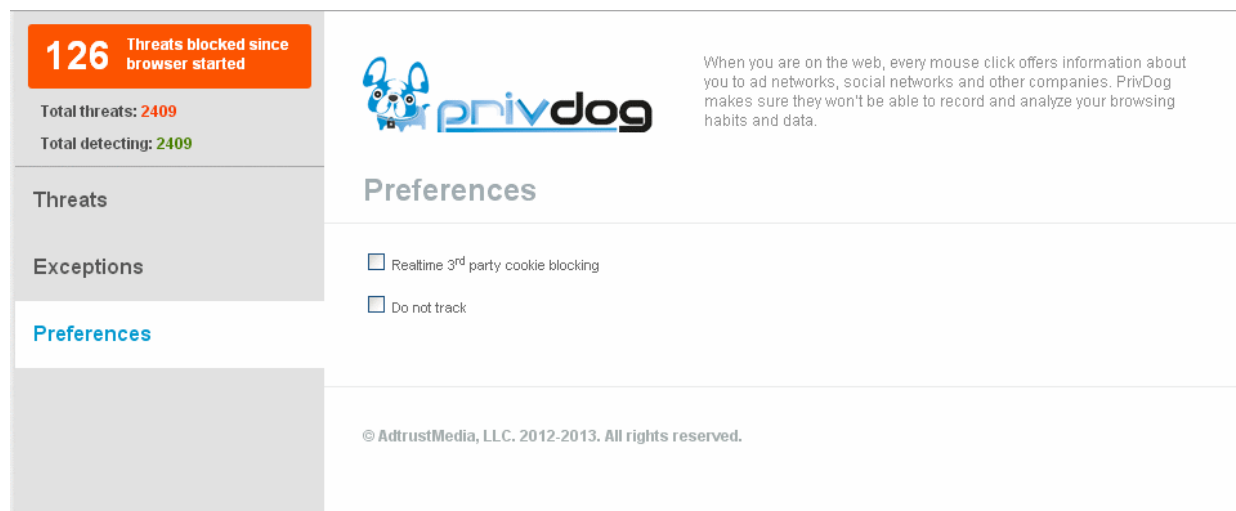 126
Threats blocked since
browser started
Total threats: 2409
Total detecting: 2409
Threats
Exceptions
Preferences
privdog
When you are on the web, every mouse click offers information about
you to ad networks, social networks and other companies. PrivDog
makes sure they won't be able to record and analyze your browsing
habits and data.
Preferences
Realtime 3rd party cookie blocking
Do not track
© AdtrustMedia, LLC. 2012-2013. All rights reserved.